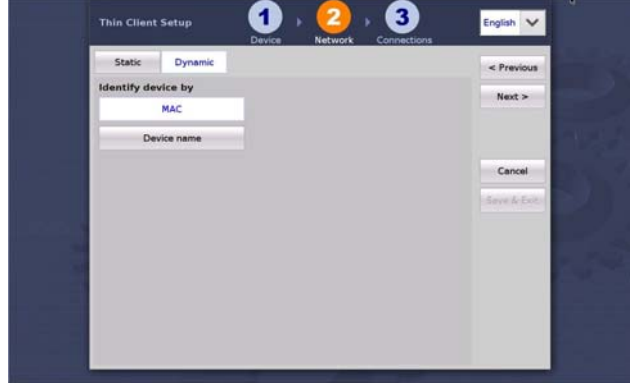 Thin Client Setup
1
Device
2
Network
3
Connections
English
Static
Dynamic
< Previous
Identify device by
Next >
MAC
Device name
Cancel
Save & Exit